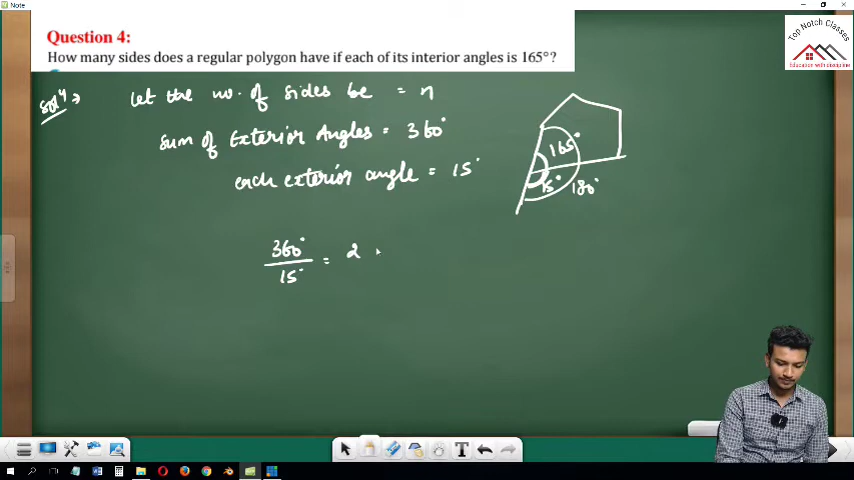 Note
Top Notch Classes
Education with discipline
Question 4:
How many sides does a regular polygon have if each of its interior angles is 165°?
Solⁿ⇒ let the no. of sides be = n
sum of Exterior Angles = 360°
each exterior angle = 15°
165°
15° 180°
360°
15° = 2